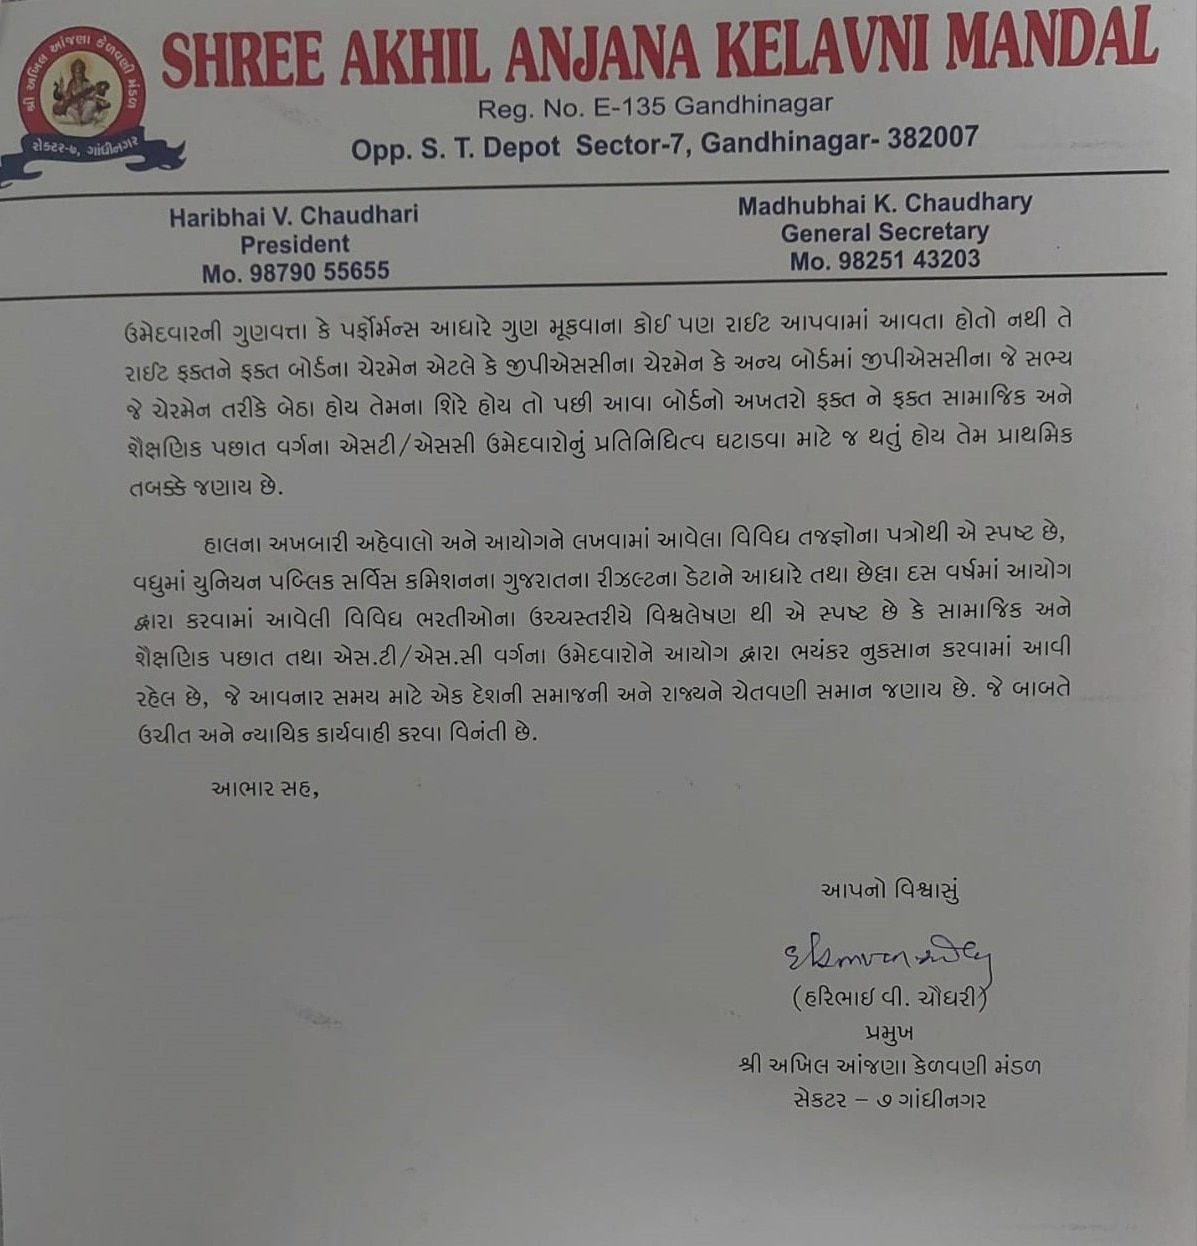 શ્રી અખિલ આંજણા કેળવણી મંડળ
સેકટર-૭, ગાંધીનગર
SHREE AKHIL ANJANA KELAVNI MANDAL
Reg. No. E-135 Gandhinagar
Opp. S. T. Depot Sector-7, Gandhinagar- 382007
Haribhai V. Chaudhari
President
Mo. 98790 55655
Madhubhai K. Chaudhary
General Secretary
Mo. 98251 43203
ઉમેદવારની ગુણવત્તા કે પર્ફોર્મન્સ આધારે ગુણ મૂકવાના કોઈ પણ રાઈટ આપવામાં આવતા હોતો નથી તે
રાઈટ ફક્તને ફક્ત બોર્ડના ચેરમેન એટલે કે જીપીએસસીના ચેરમેન કે અન્ય બોર્ડમાં જીપીએસસીના જે સભ્ય
જે ચેરમેન તરીકે બેઠા હોય તેમના શિરે હોય તો પછી આવા બોર્ડનો અખતરો ફક્ત ને ફક્ત સામાજિક અને
શૈક્ષણિક પછાત વર્ગના એસટી/એસસી ઉમેદવારોનું પ્રતિનિધિત્વ ઘટાડવા માટે જ થતું હોય તેમ પ્રાથમિક
તબક્કે જણાય છે.
હાલના અખબારી અહેવાલો અને આયોગને લખવામાં આવેલા વિવિધ તજજ્ઞોના પત્રોથી એ સ્પષ્ટ છે,
વધુમાં યુનિયન પબ્લિક સર્વિસ કમિશનના ગુજરાતના રીઝલ્ટના ડેટાને આધારે તથા છેલ્લા દસ વર્ષમાં આયોગ
દ્વારા કરવામાં આવેલી વિવિધ ભરતીઓના ઉચ્ચસ્તરીયે વિશ્વલેષણ થી એ સ્પષ્ટ છે કે સામાજિક અને
શૈક્ષણિક પછાત તથા એસ.ટી/એસ.સી વર્ગના ઉમેદવારોને આયોગ દ્વારા ભયંકર નુકસાન કરવામાં આવી
રહેલ છે, જે આવનાર સમય માટે એક દેશની સમાજની અને રાજ્યને ચેતવણી સમાન જણાય છે. જે બાબતે
ઉચીત અને ન્યાયિક કાર્યવાહી કરવા વિનંતી છે.
આભાર સહ,
આપનો વિશ્વાસું
(હરિભાઈ વી. ચૌધરી)
પ્રમુખ
શ્રી અખિલ આંજણા કેળવણી મંડળ
સેકટર – ૭ ગાંધીનગર